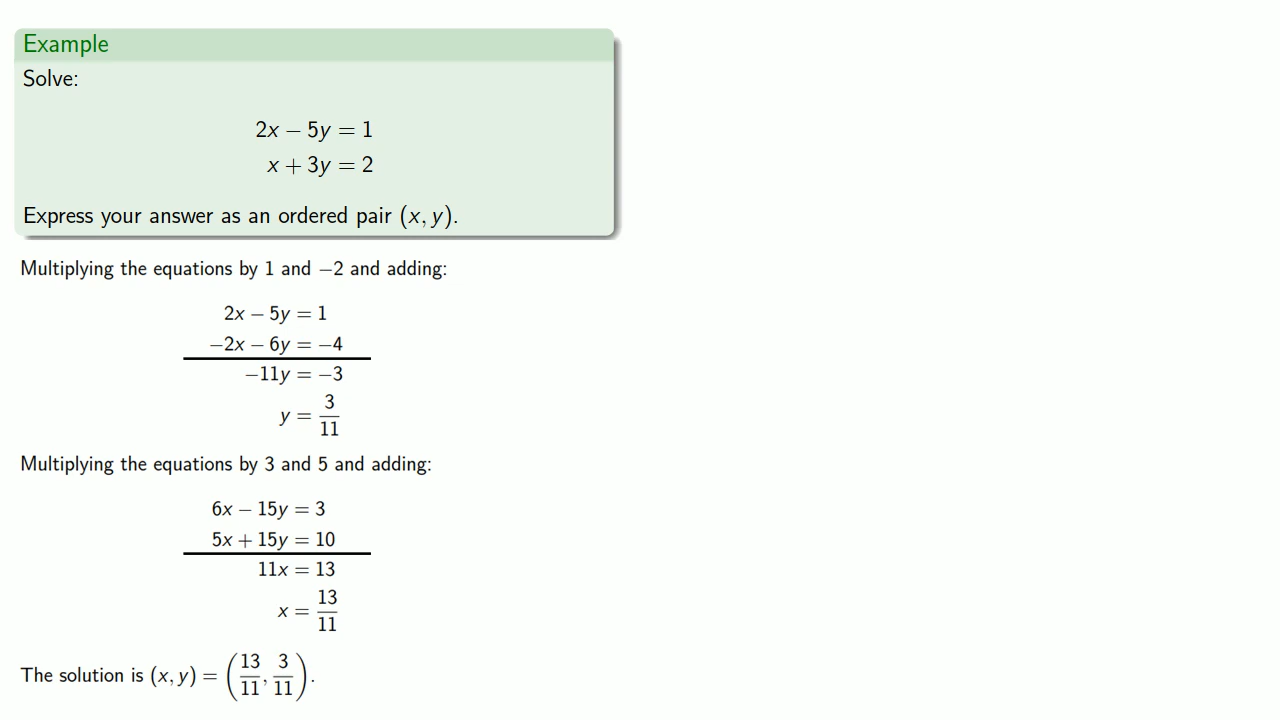 Example
Solve:
2x − 5y = 1
x + 3y = 2
Express your answer as an ordered pair (x, y).
Multiplying the equations by 1 and −2 and adding:
2x − 5y = 1
−2x − 6y = −4
−11y = −3
y = 3/11
Multiplying the equations by 3 and 5 and adding:
6x − 15y = 3
5x + 15y = 10
11x = 13
x = 13/11
The solution is (x, y) = (13/11, 3/11).